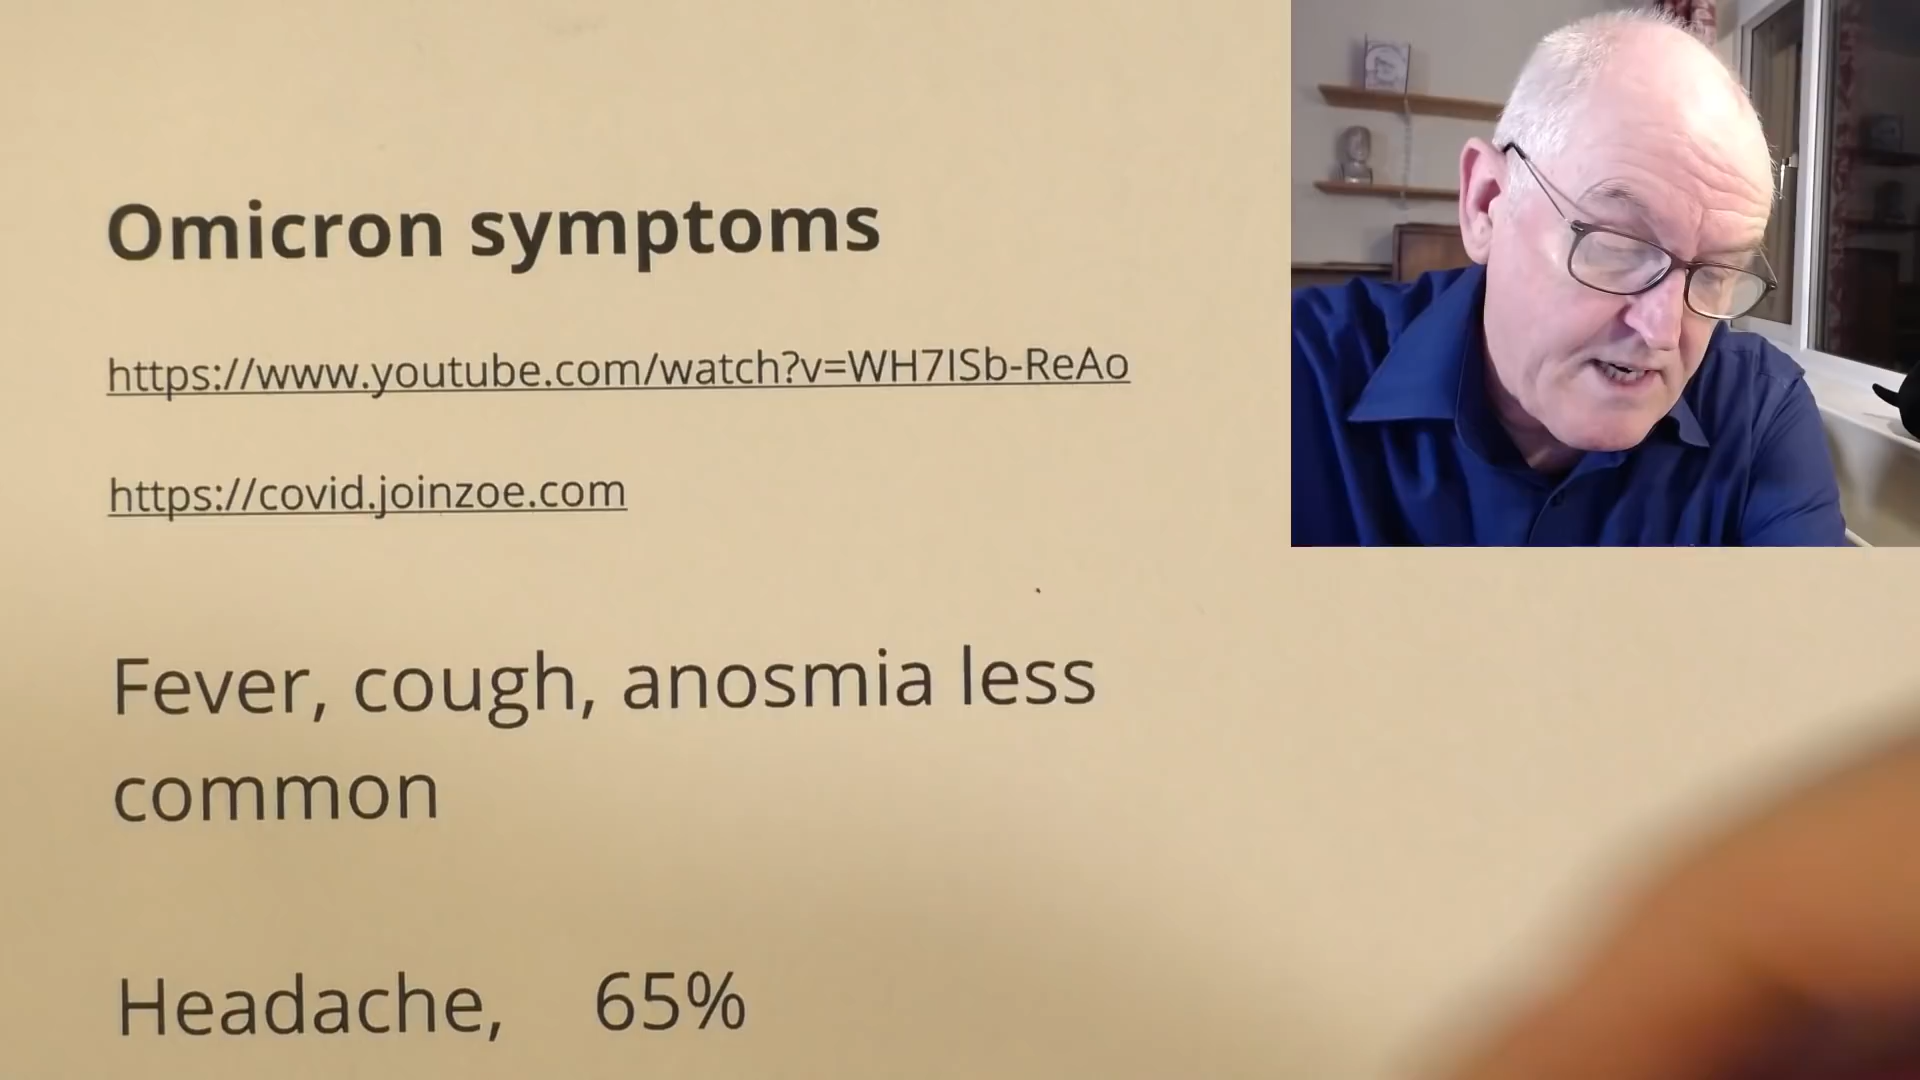 Omicron symptoms
https://www.youtube.com/watch?v=WH7ISb-ReAo
https://covid.joinzoe.com
Fever, cough, anosmia less
common
Headache, 65%